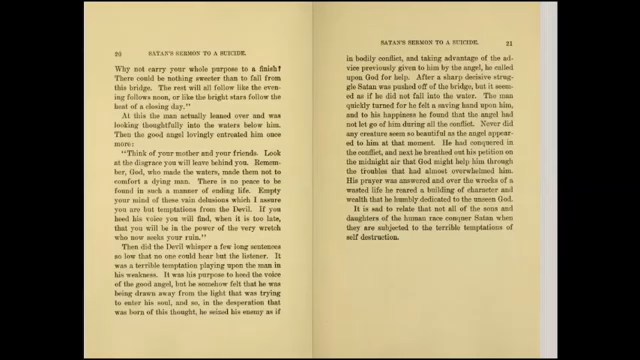 20 SATAN'S SERMON TO A SUICIDE.
Why not carry your whole purpose to a finish?
There could be nothing sweeter than to fall from
this bridge. The rest will all follow like the even-
ing follows noon, or like the bright stars follow the
heat of a closing day."
At this the man actually leaned over and was
looking thoughtfully into the waters below him.
Then the good angel lovingly entreated him once
more:
"Think of your mother and your friends. Look
at the disgrace you will leave behind you. Remem-
ber, God, who made the waters, made them not to
comfort a dying man. There is no peace to be
found in such a manner of ending life. Empty
your mind of these vain delusions which I assure
you are but temptations from the Devil. If you
heed his voice you will find, when it is too late,
that you will be in the power of the very wretch
who now seeks your ruin."
Then did the Devil whisper a few long sentences
so low that no one could hear but the listener. It
was a terrible temptation playing upon the man in
his weakness. It was his purpose to heed the voice
of the good angel, but he somehow felt that he was
being drawn away from the light that was trying
to enter his soul, and so, in the desperation that
was born of this thought, he seized his enemy as if
SATAN'S SERMON TO A SUICIDE. 21
in bodily conflict, and taking advantage of the ad-
vice previously given to him by the angel, he called
upon God for help. After a sharp decisive strug-
gle Satan was pushed off of the bridge, but it seem-
ed as if he did not fall into the water. The man
quickly turned for he felt a saving hand upon him,
and to his happiness he found that the angel had
not let go of him during all the conflict. Never did
any creature seem so beautiful as the angel appear-
ed to him at that moment. He had conquered in
the conflict, and next he breathed out his petition on
the midnight air that God might help him through
the troubles that had almost overwhelmed him.
His prayer was answered and over the wrecks of a
wasted life he reared a building of character and
wealth that he humbly dedicated to the unseen God.
It is sad to relate that not all of the sons and
daughters of the human race conquer Satan when
they are subjected to the terrible temptations of
self destruction.